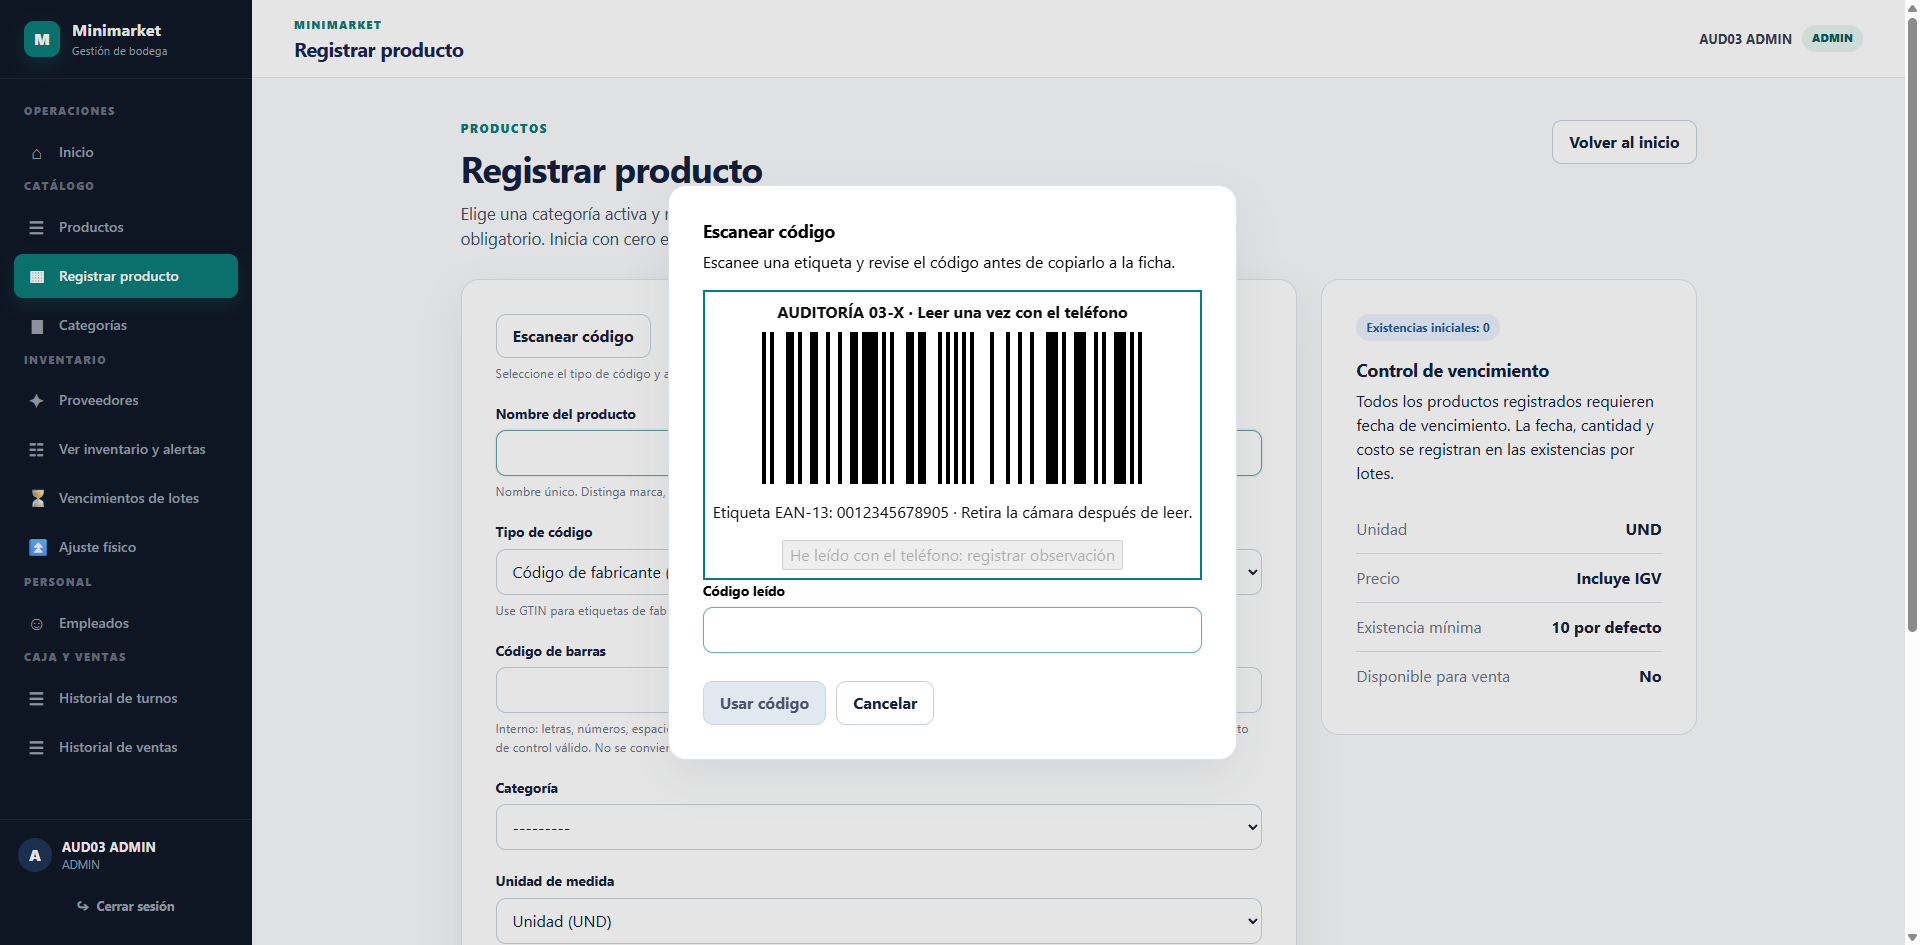 M
Minimarket
Gestión de bodega
OPERACIONES
Inicio
CATÁLOGO
Productos
Registrar producto
Categorías
INVENTARIO
Proveedores
Ver inventario y alertas
Vencimientos de lotes
Ajuste físico
PERSONAL
Empleados
CAJA Y VENTAS
Historial de turnos
Historial de ventas
A
AUD03 ADMIN
ADMIN
Cerrar sesión
MINIMARKET
Registrar producto
AUD03 ADMIN
ADMIN
PRODUCTOS
Registrar producto
Elige una categoría activa y
obligatorio. Inicia con cero e
Volver al inicio
Escanear código
Seleccione el tipo de código y a
Nombre del producto
Nombre único. Distinga marca,
Tipo de código
Código de fabricante (
Use GTIN para etiquetas de fab
Código de barras
Interno: letras, números, espaci
to
de control válido. No se convier
Categoría
---------
Unidad de medida
Unidad (UND)
Escanear código
Escanee una etiqueta y revise el código antes de copiarlo a la ficha.
AUDITORÍA 03-X · Leer una vez con el teléfono
Etiqueta EAN-13: 0012345678905 · Retira la cámara después de leer.
He leído con el teléfono: registrar observación
Código leído
Usar código
Cancelar
Existencias iniciales: 0
Control de vencimiento
Todos los productos registrados requieren
fecha de vencimiento. La fecha, cantidad y
costo se registran en las existencias por
lotes.
Unidad
UND
Precio
Incluye IGV
Existencia mínima
10 por defecto
Disponible para venta
No